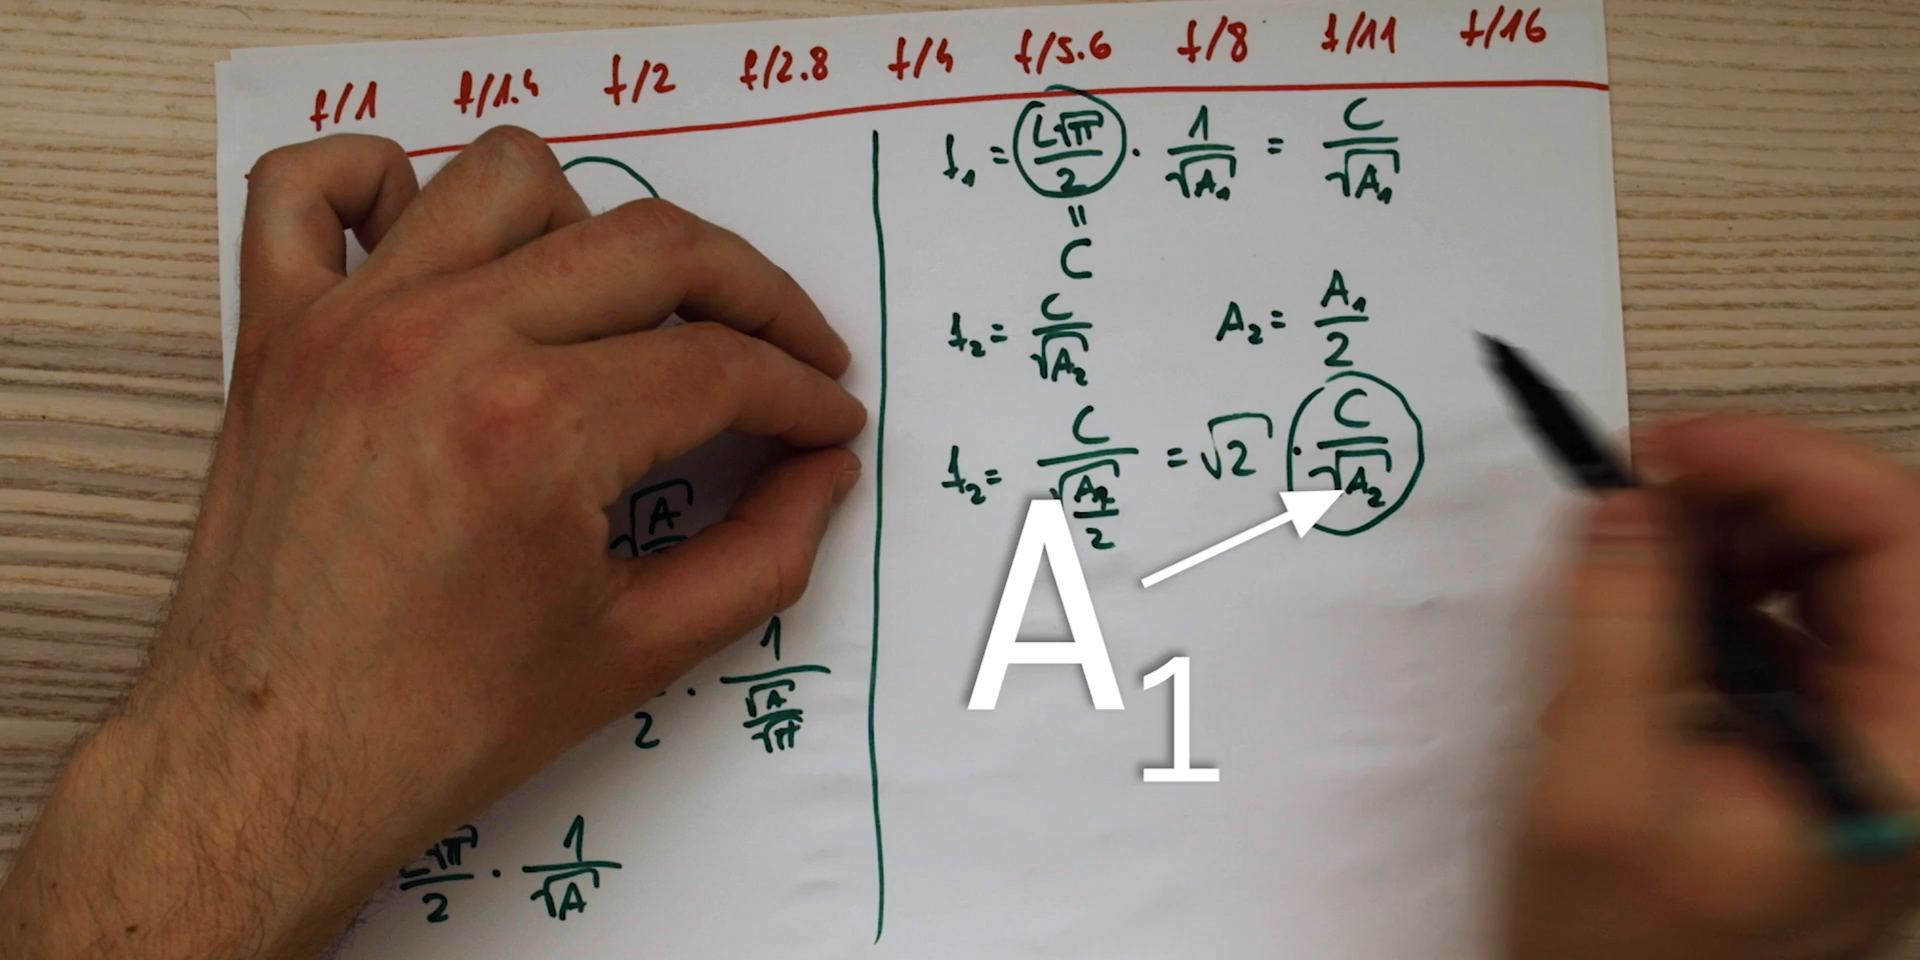 f/1 f/1.4 f/2 f/2.8 f/4 f/5.6 f/8 f/11 f/16
f₁ = L√π/2 · 1/√A₁ = C/√A₁
=
C
f₂ = C/√A₂ A₂ = A₁/2
f₂ = C/√(A₁/2) = √2 · C/√A₂
A₁
√A
2 · 1/(√A/√π)
L√π/2 · 1/√A